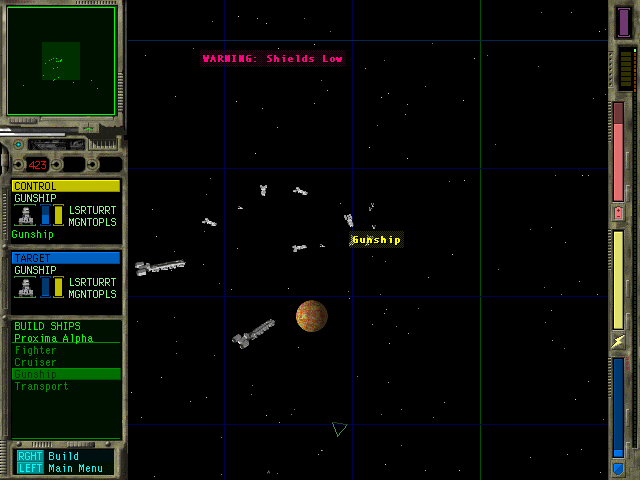 WARNING: Shields Low
423
CONTROL
GUNSHIP
LSRTURRT
MGNTOPLS
Gunship
Gunship
TARGET
GUNSHIP
LSRTURRT
MGNTOPLS
BUILD SHIPS
Proxima Alpha
Fighter
Cruiser
Gunship
Transport
RGHT Build
LEFT Main Menu